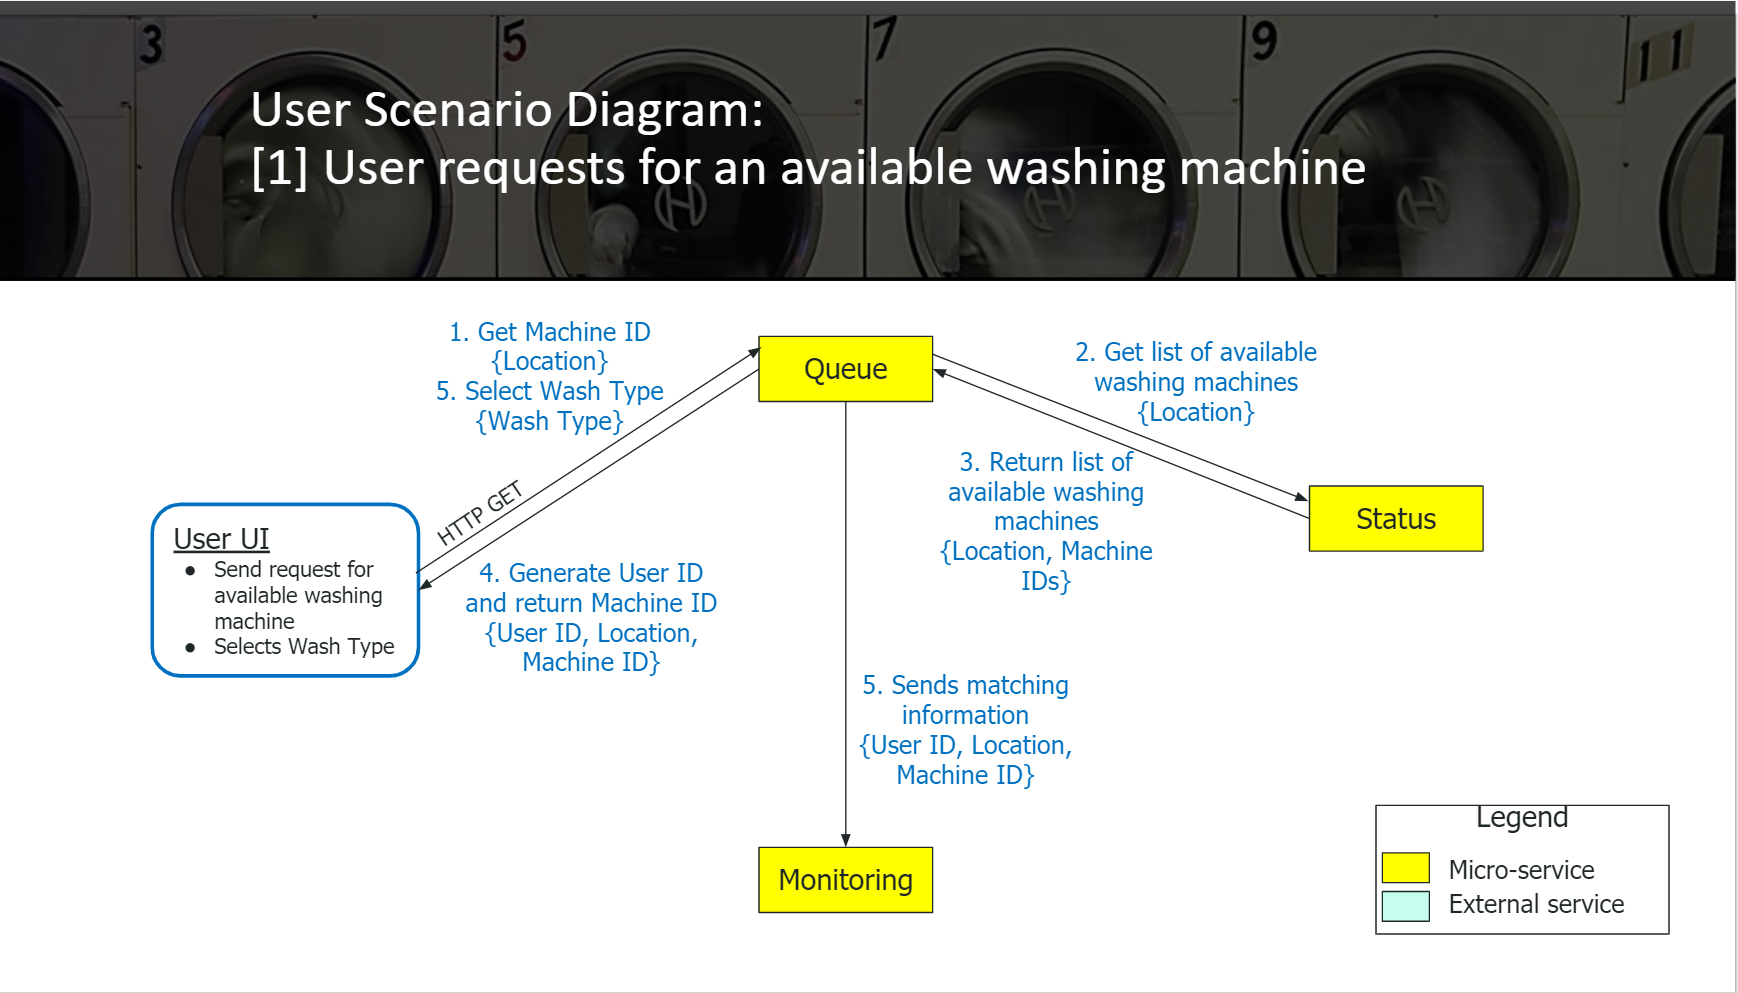 3
5
7
9
11
User Scenario Diagram:
[1] User requests for an available washing machine
1. Get Machine ID
{Location}
5. Select Wash Type
{Wash Type}
Queue
2. Get list of available
washing machines
{Location}
HTTP GET
3. Return list of
available washing
machines
{Location, Machine
IDs}
Status
User UI
● Send request for
available washing
machine
● Selects Wash Type
4. Generate User ID
and return Machine ID
{User ID, Location,
Machine ID}
5. Sends matching
information
{User ID, Location,
Machine ID}
Monitoring
Legend
Micro-service
External service